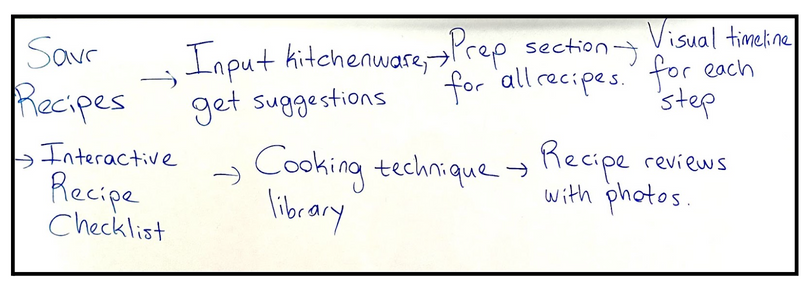 Savr
Recipes
→ Input kitchenware,
get suggestions
→ Prep section
for all recipes.
→ Visual timeline
for each
step
→ Interactive
Recipe
Checklist
→ Cooking technique
library
→ Recipe reviews
with photos.